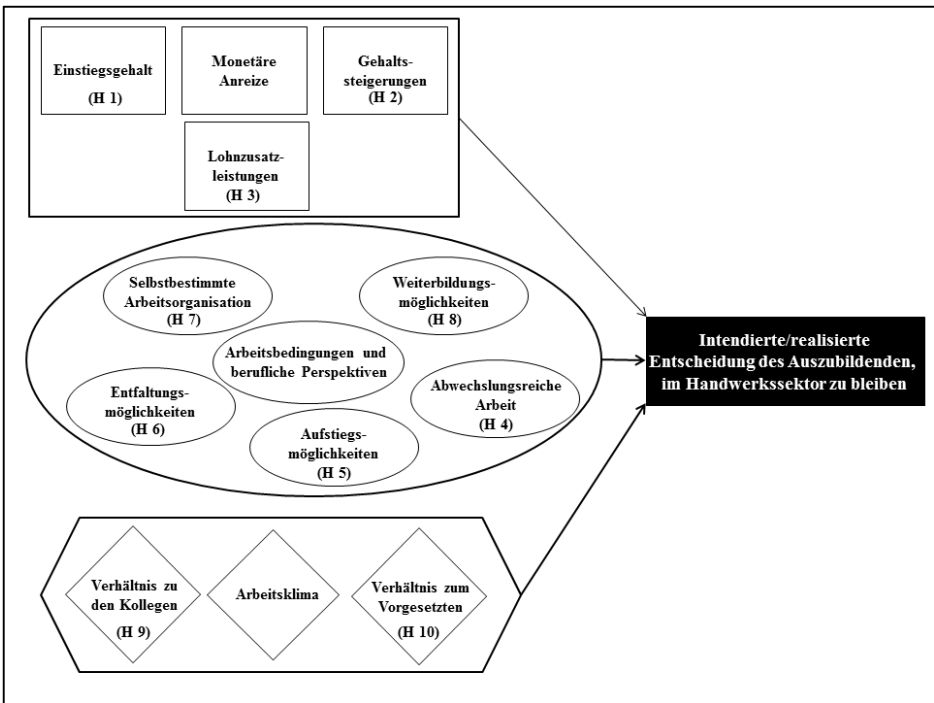 Einstiegsgehalt
(H 1)
Monetäre
Anreize
Gehalts-
steigerungen
(H 2)
Lohnzusatz-
leistungen
(H 3)
Selbstbestimmte
Arbeitsorganisation
(H 7)
Weiterbildungs-
möglichkeiten
(H 8)
Arbeitsbedingungen und
berufliche Perspektiven
Entfaltungs-
möglichkeiten
(H 6)
Abwechslungsreiche
Arbeit
(H 4)
Aufstiegs-
möglichkeiten
(H 5)
Verhältnis zu
den Kollegen
(H 9)
Arbeitsklima
Verhältnis zum
Vorgesetzten
(H 10)
Intendierte/realisierte
Entscheidung des Auszubildenden,
im Handwerkssektor zu bleiben